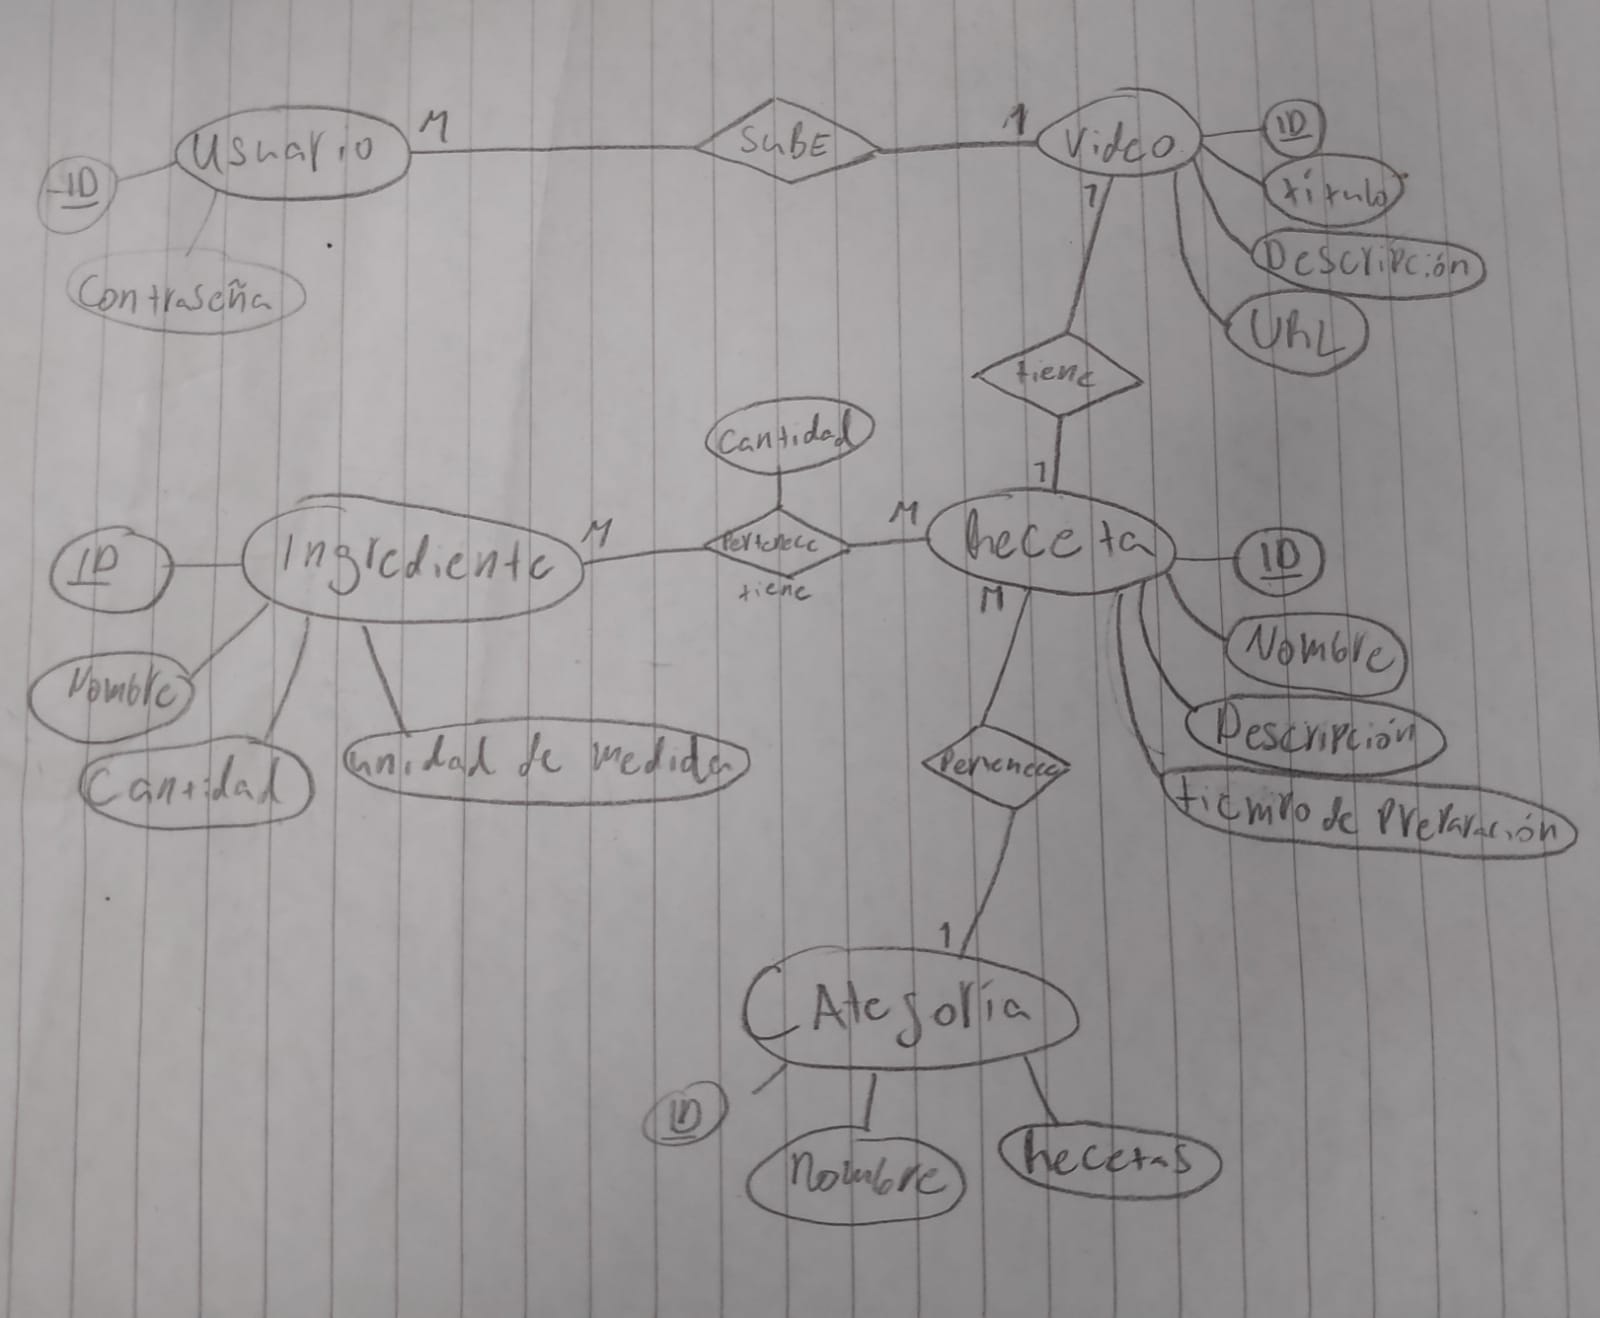 Usuario
M
SuBE
1
Video
ID
título
Descripción
URL
ID
Contraseña
1
tiene
1
Cantidad
Ingrediente
M
Pertenece
tiene
M
Receta
ID
Nombre
Descripción
tiempo de Preparación
ID
Nombre
Cantidad
unidad de medida
M
Pertenece
1
CAtegoría
ID
Nombre
Recetas